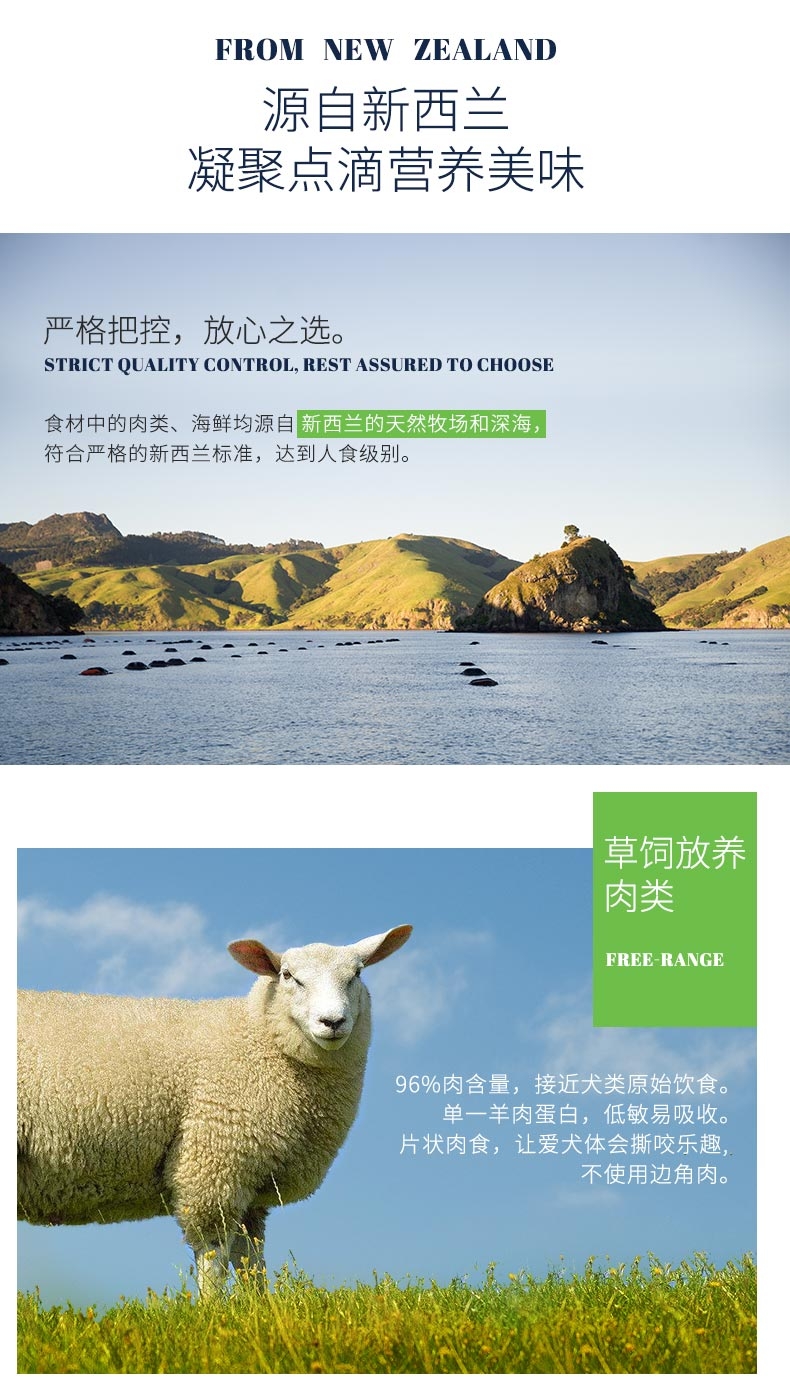 FROM NEW ZEALAND
源自新西兰
凝聚点滴营养美味
严格把控，放心之选。
STRICT QUALITY CONTROL, REST ASSURED TO CHOOSE
食材中的肉类、海鲜均源自新西兰的天然牧场和深海，
符合严格的新西兰标准，达到人食级别。
草饲放养
肉类
FREE-RANGE
96%肉含量，接近犬类原始饮食。
单一羊肉蛋白，低敏易吸收。
片状肉食，让爱犬体会撕咬乐趣，
不使用边角肉。